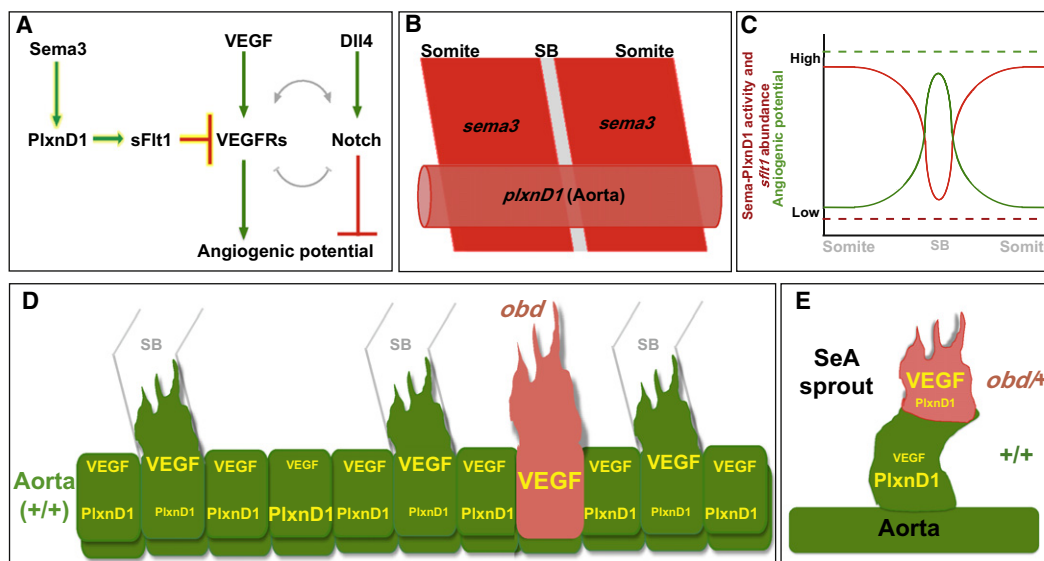 A
Sema3
VEGF
Dll4
PlxnD1
sFlt1
VEGFRs
Notch
Angiogenic potential
B
Somite
SB
Somite
sema3
sema3
plxnD1 (Aorta)
C
Sema-PlxnD1 activity and
sflt1 abundance
Angiogenic potential
High
Low
Somite
SB
Somit
D
SB
SB
obd
SB
Aorta
(+/+)
VEGF
VEGF
VEGF
VEGF
VEGF
VEGF
VEGF
VEGF
VEGF
VEGF
VEGF
PlxnD1
PlxnD1
PlxnD1
PlxnD1
PlxnD1
PlxnD1
PlxnD1
PlxnD1
PlxnD1
PlxnD1
E
SeA
sprout
VEGF
PlxnD1
+/+
VEGF
PlxnD1
Aorta